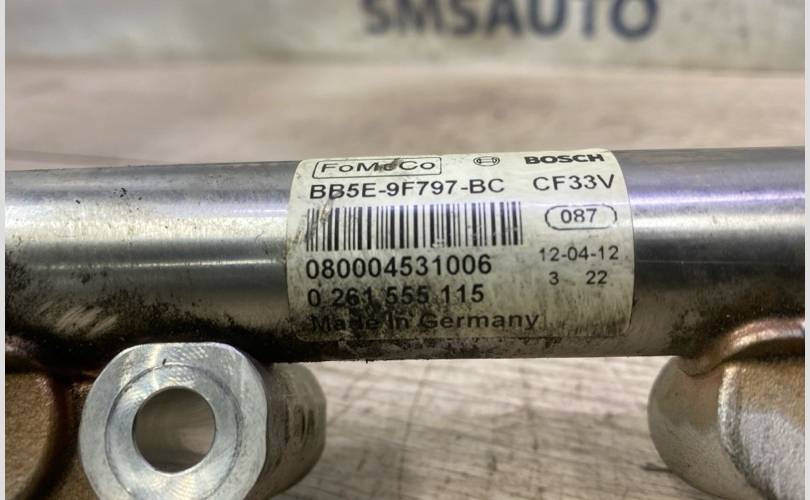 SMSAUTO
FoMoCo BOSCH
BB5E-9F797-BC CF33V
087
080004531006 12-04-12
0 261 555 115 3 22
Made in Germany